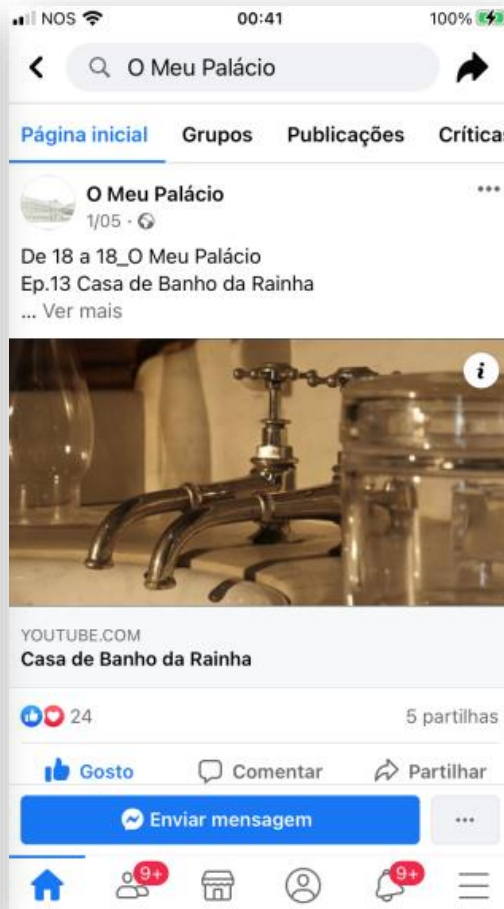 NOS 00:41 100%
O Meu Palácio
Página inicial Grupos Publicações Críticas
O Meu Palácio
1/05 ·
De 18 a 18_O Meu Palácio
Ep.13 Casa de Banho da Rainha
... Ver mais
i
YOUTUBE.COM
Casa de Banho da Rainha
24 5 partilhas
Gosto Comentar Partilhar
Enviar mensagem ...
9+ 9+